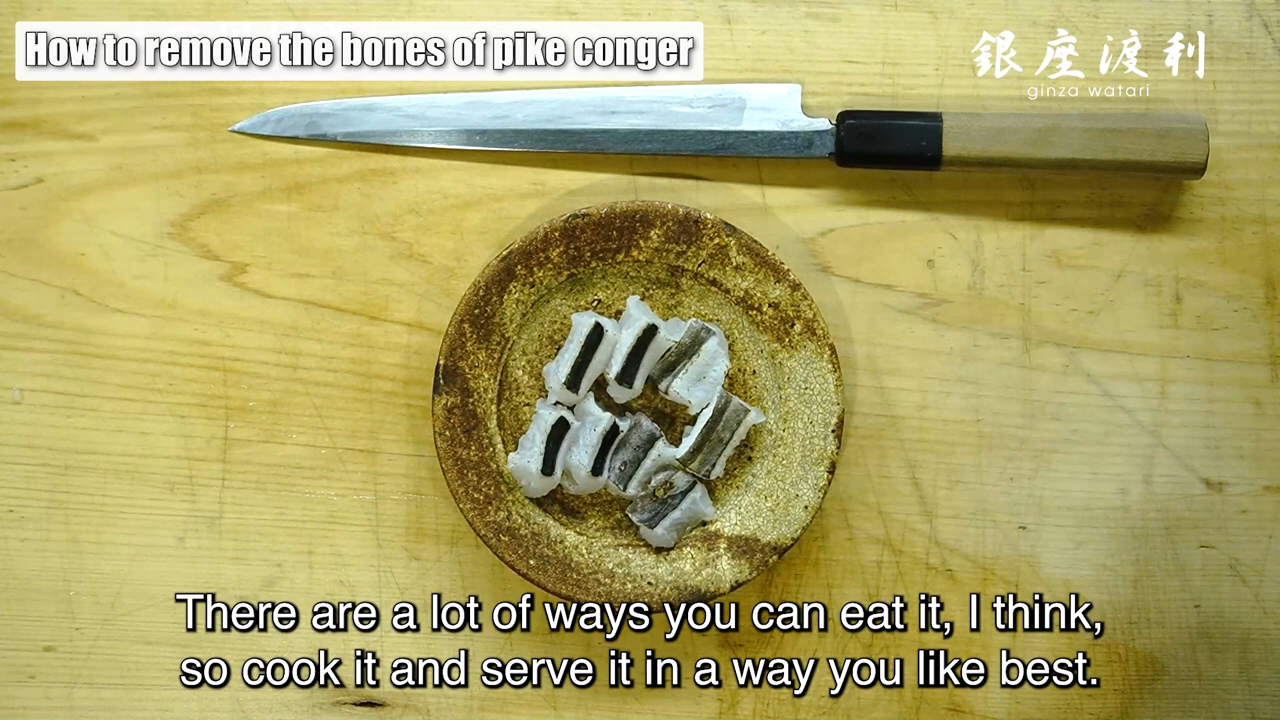 How to remove the bones of pike conger
銀座渡利
ginza watari
There are a lot of ways you can eat it, I think,
so cook it and serve it in a way you like best.